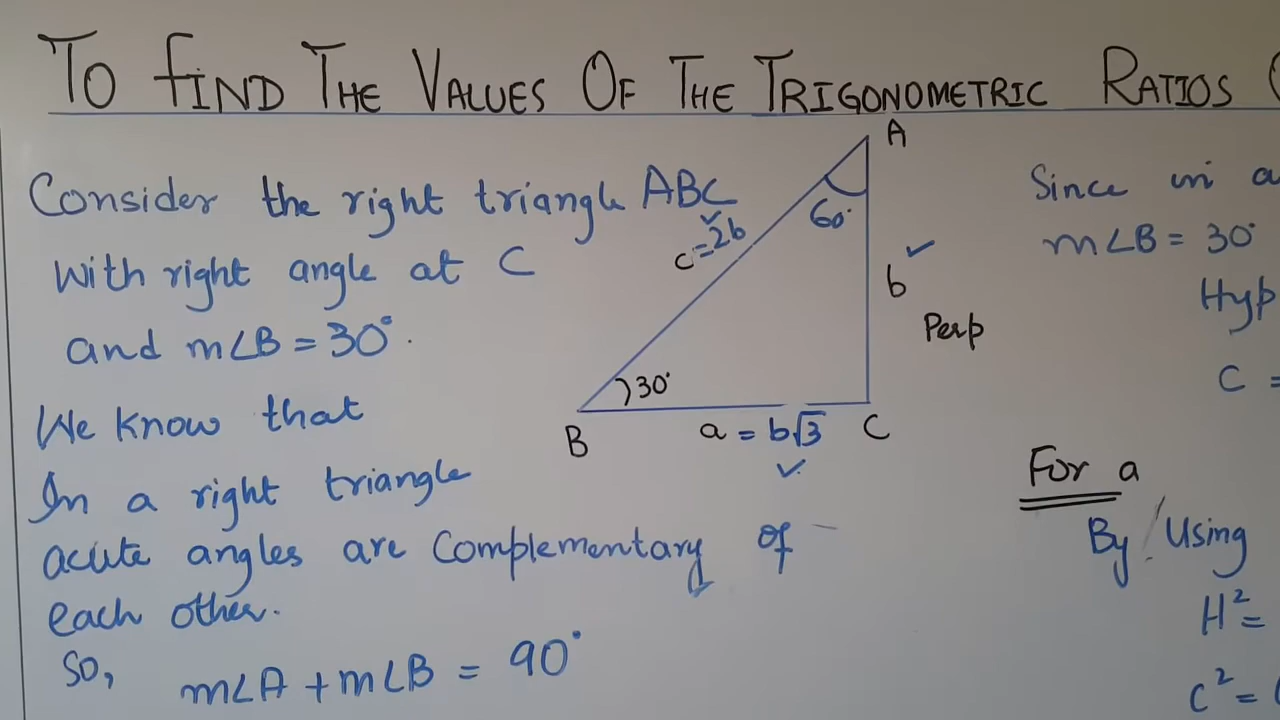 TO FIND THE VALUES OF THE TRIGONOMETRIC RATIOS
Consider the right triangle ABC
with right angle at C
and m∠B = 30°.
We know that
In a right triangle
acute angles are complementary of
each other.
So, m∠A + m∠B = 90°
A
60°
c = 2b
b
Perp
30°
B
a = b√3
C
Since in a
m∠B = 30°
Hyp
C =
For a
By Using
H² =
c² =